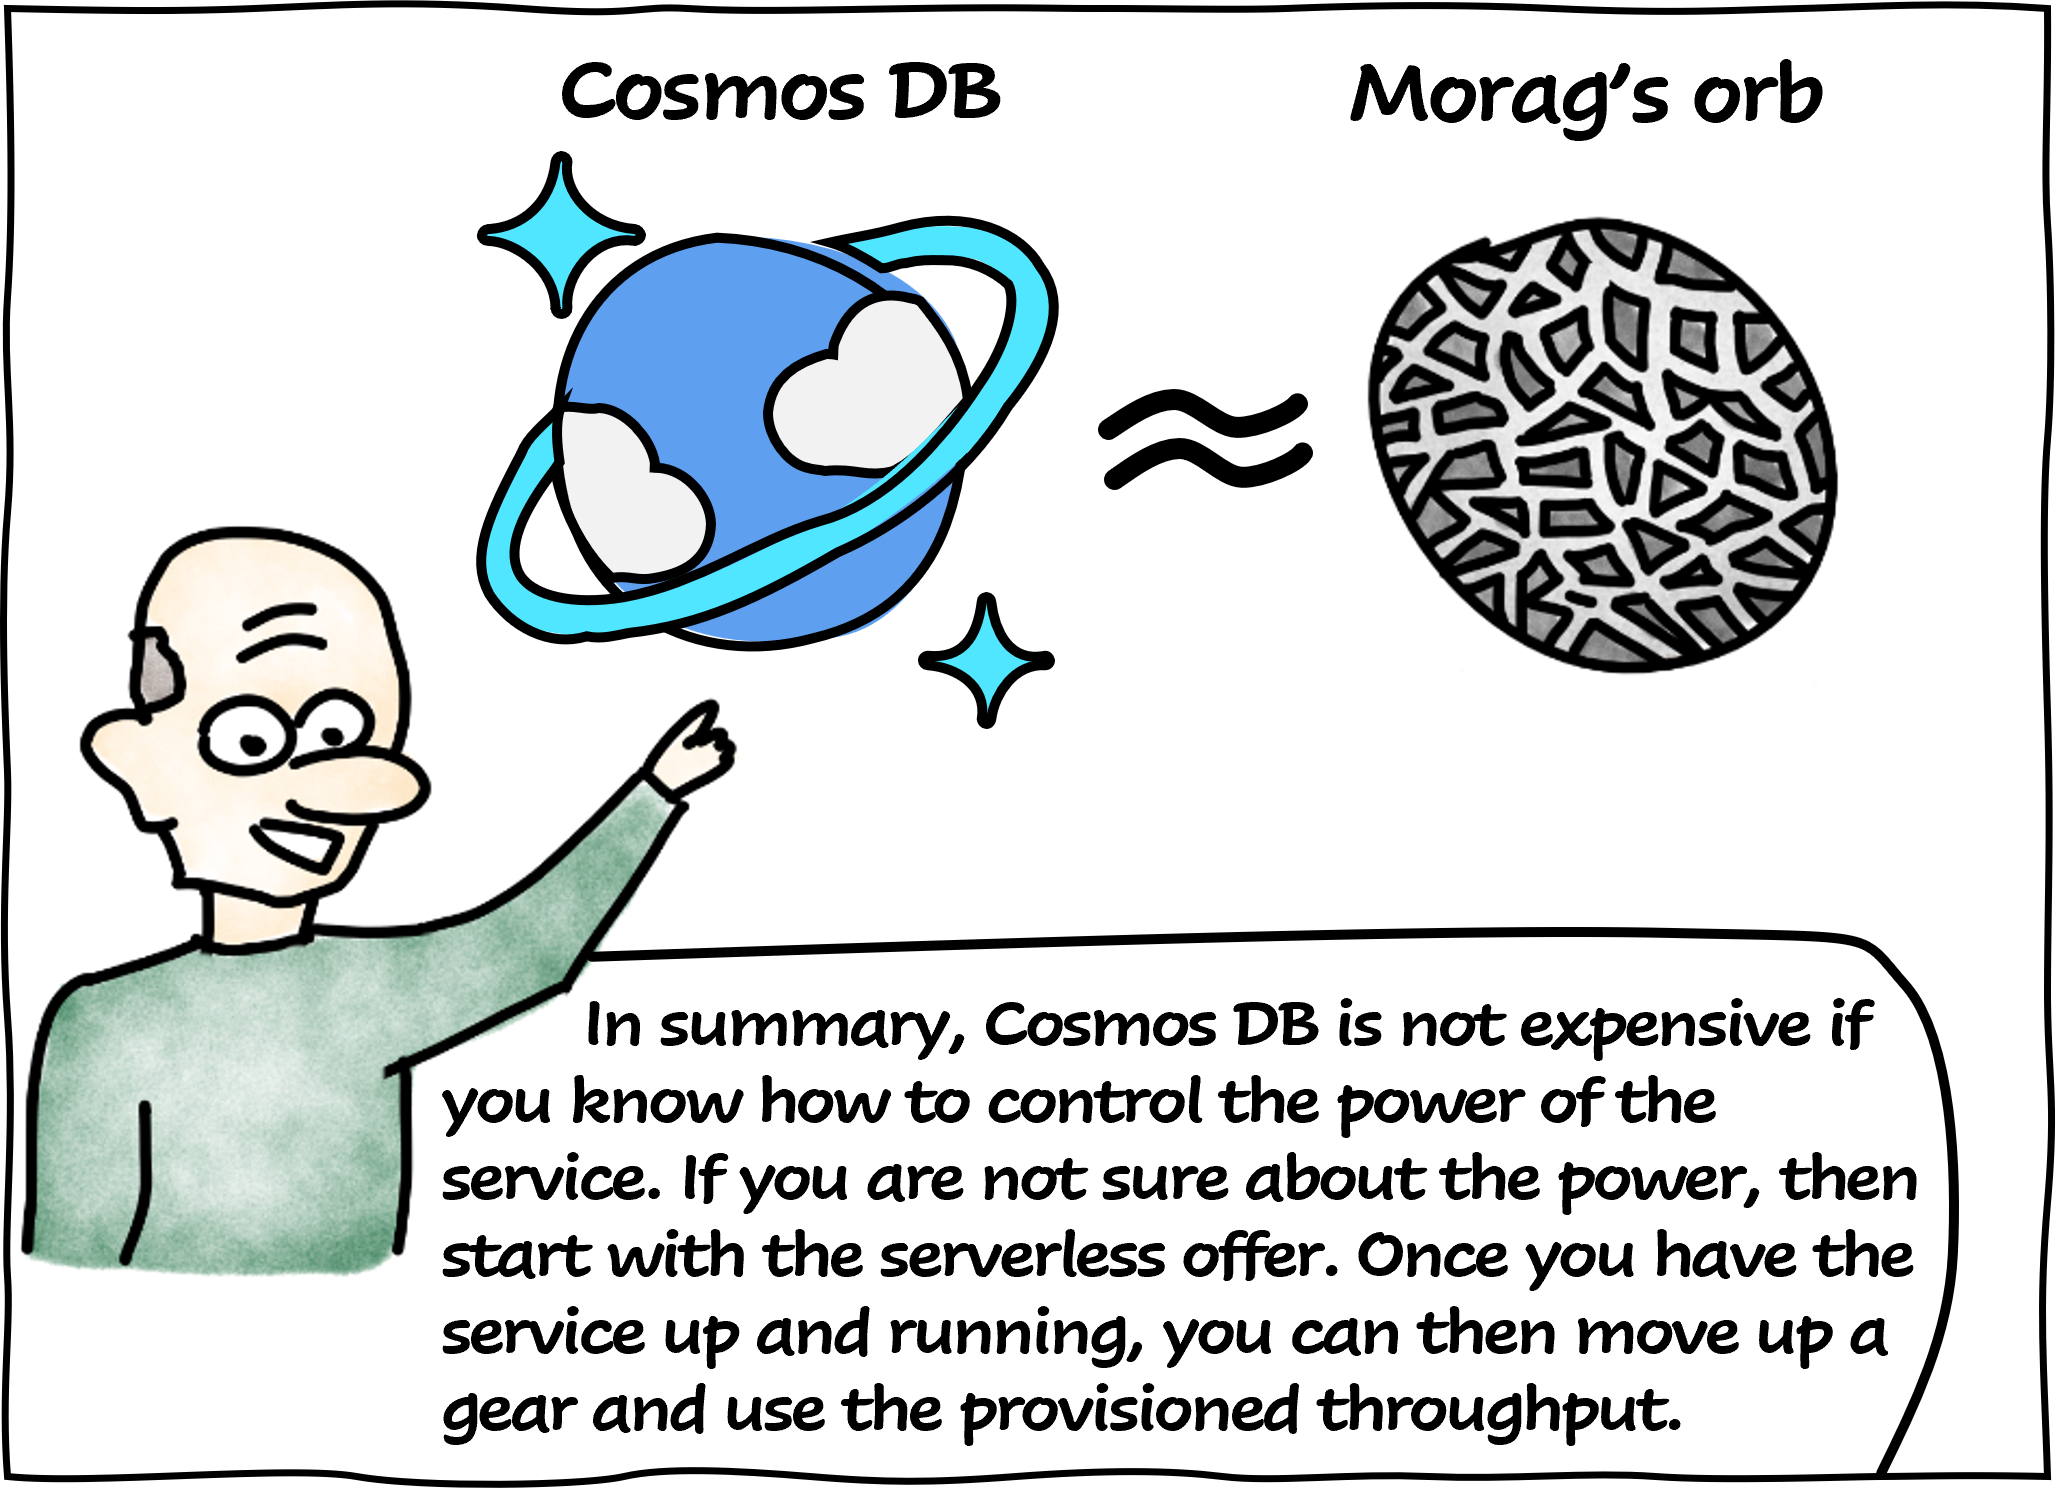 Cosmos DB
Morag's orb
In summary, Cosmos DB is not expensive if
you know how to control the power of the
service. If you are not sure about the power, then
start with the serverless offer. Once you have the
service up and running, you can then move up a
gear and use the provisioned throughput.